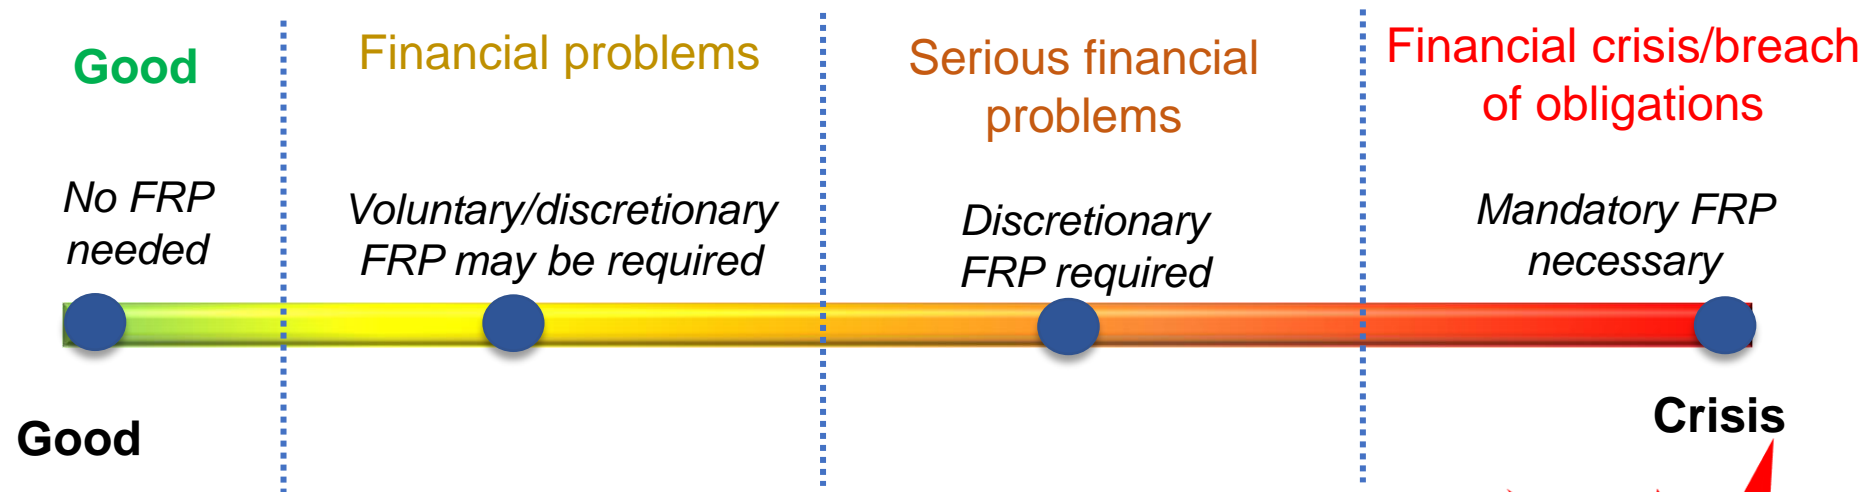 Good
Financial problems
Serious financial
problems
Financial crisis/breach
of obligations
No FRP
needed
Voluntary/discretionary
FRP may be required
Discretionary
FRP required
Mandatory FRP
necessary
Good
Crisis